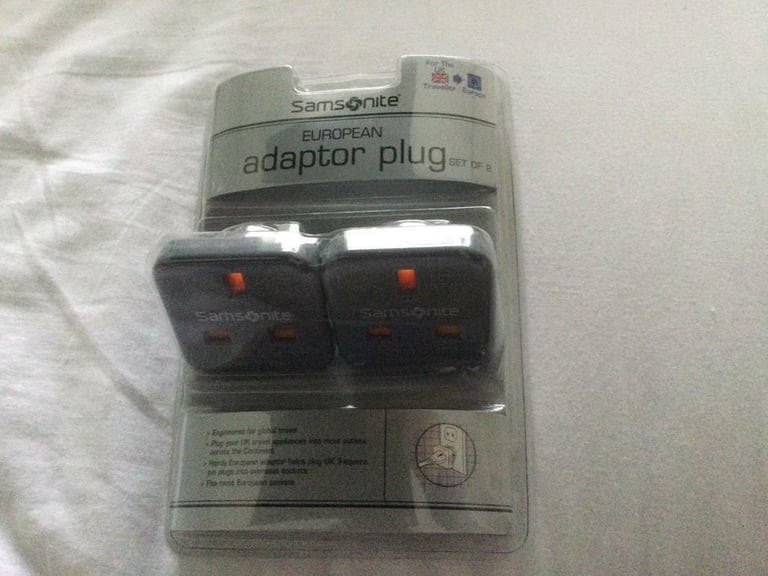 For The
UK
Traveller Europe
Samsonite
EUROPEAN
adaptor plug SET OF 2
Samsonite Samsonite
Engineered for global travel
Plug your UK travel appliances into most outlets
across the Continent
Handy European adaptor helps plug UK 3-square
pin plugs into overseas sockets
Fits most European sockets